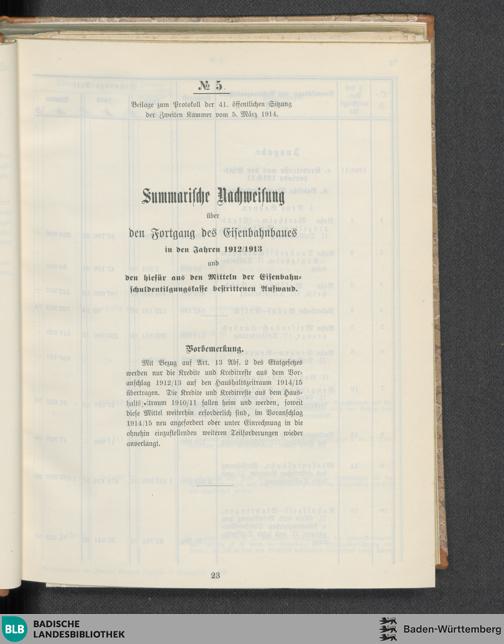 № 5.
Beilage zum Protokoll der 41. öffentlichen Sitzung
der Zweiten Kammer vom 5. März 1914.
Summarische Nachweisung
über
den Fortgang des Eisenbahnbaues
in den Jahren 1912/1913
und
den hiefür aus den Mitteln der Eisenbahn-
schuldentilgungskasse bestrittenen Aufwand.
Vorbemerkung.
Mit Bezug auf Art. 13 Abs. 2 des Etatgesetzes
werden nur die Kredite und Kreditreste aus dem Vor-
anschlag 1912/13 auf den Haushaltszeitraum 1914/15
übertragen. Die Kredite und Kreditreste aus dem Haus-
haltszeitraum 1910/11 fallen heim und werden, soweit
diese Mittel weiterhin erforderlich sind, im Voranschlag
1914/15 neu angefordert oder unter Einrechnung in die
ohnehin einzustellenden weiteren Teilforderungen wieder
anverlangt.
23
BLB
BADISCHE
LANDESBIBLIOTHEK
Baden-Württemberg